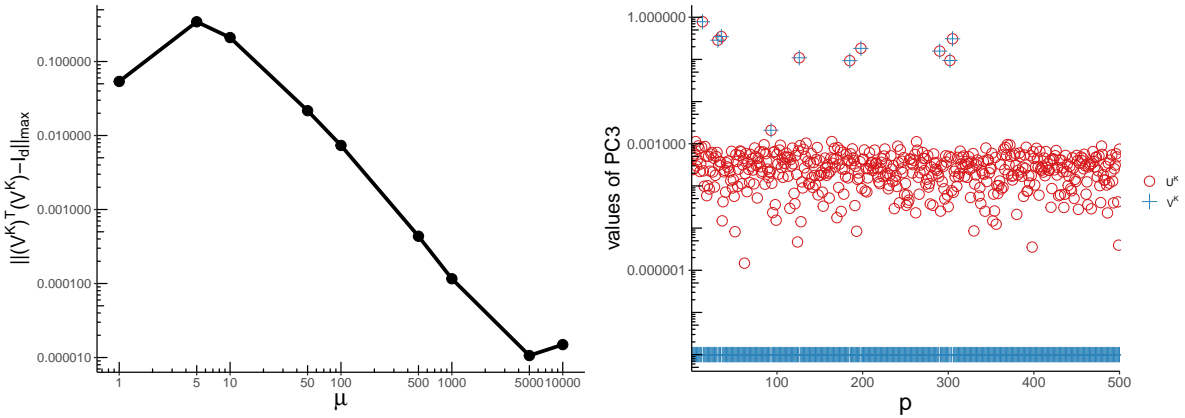 ||(V^K)^T(V^K)−I_d||_max
0.100000
0.010000
0.001000
0.000100
0.000010
1 5 10 50 100 500 1000 5000 10000
μ
values of PC3
1.000000
0.001000
0.000001
100 200 300 400 500
p
U^K
V^K